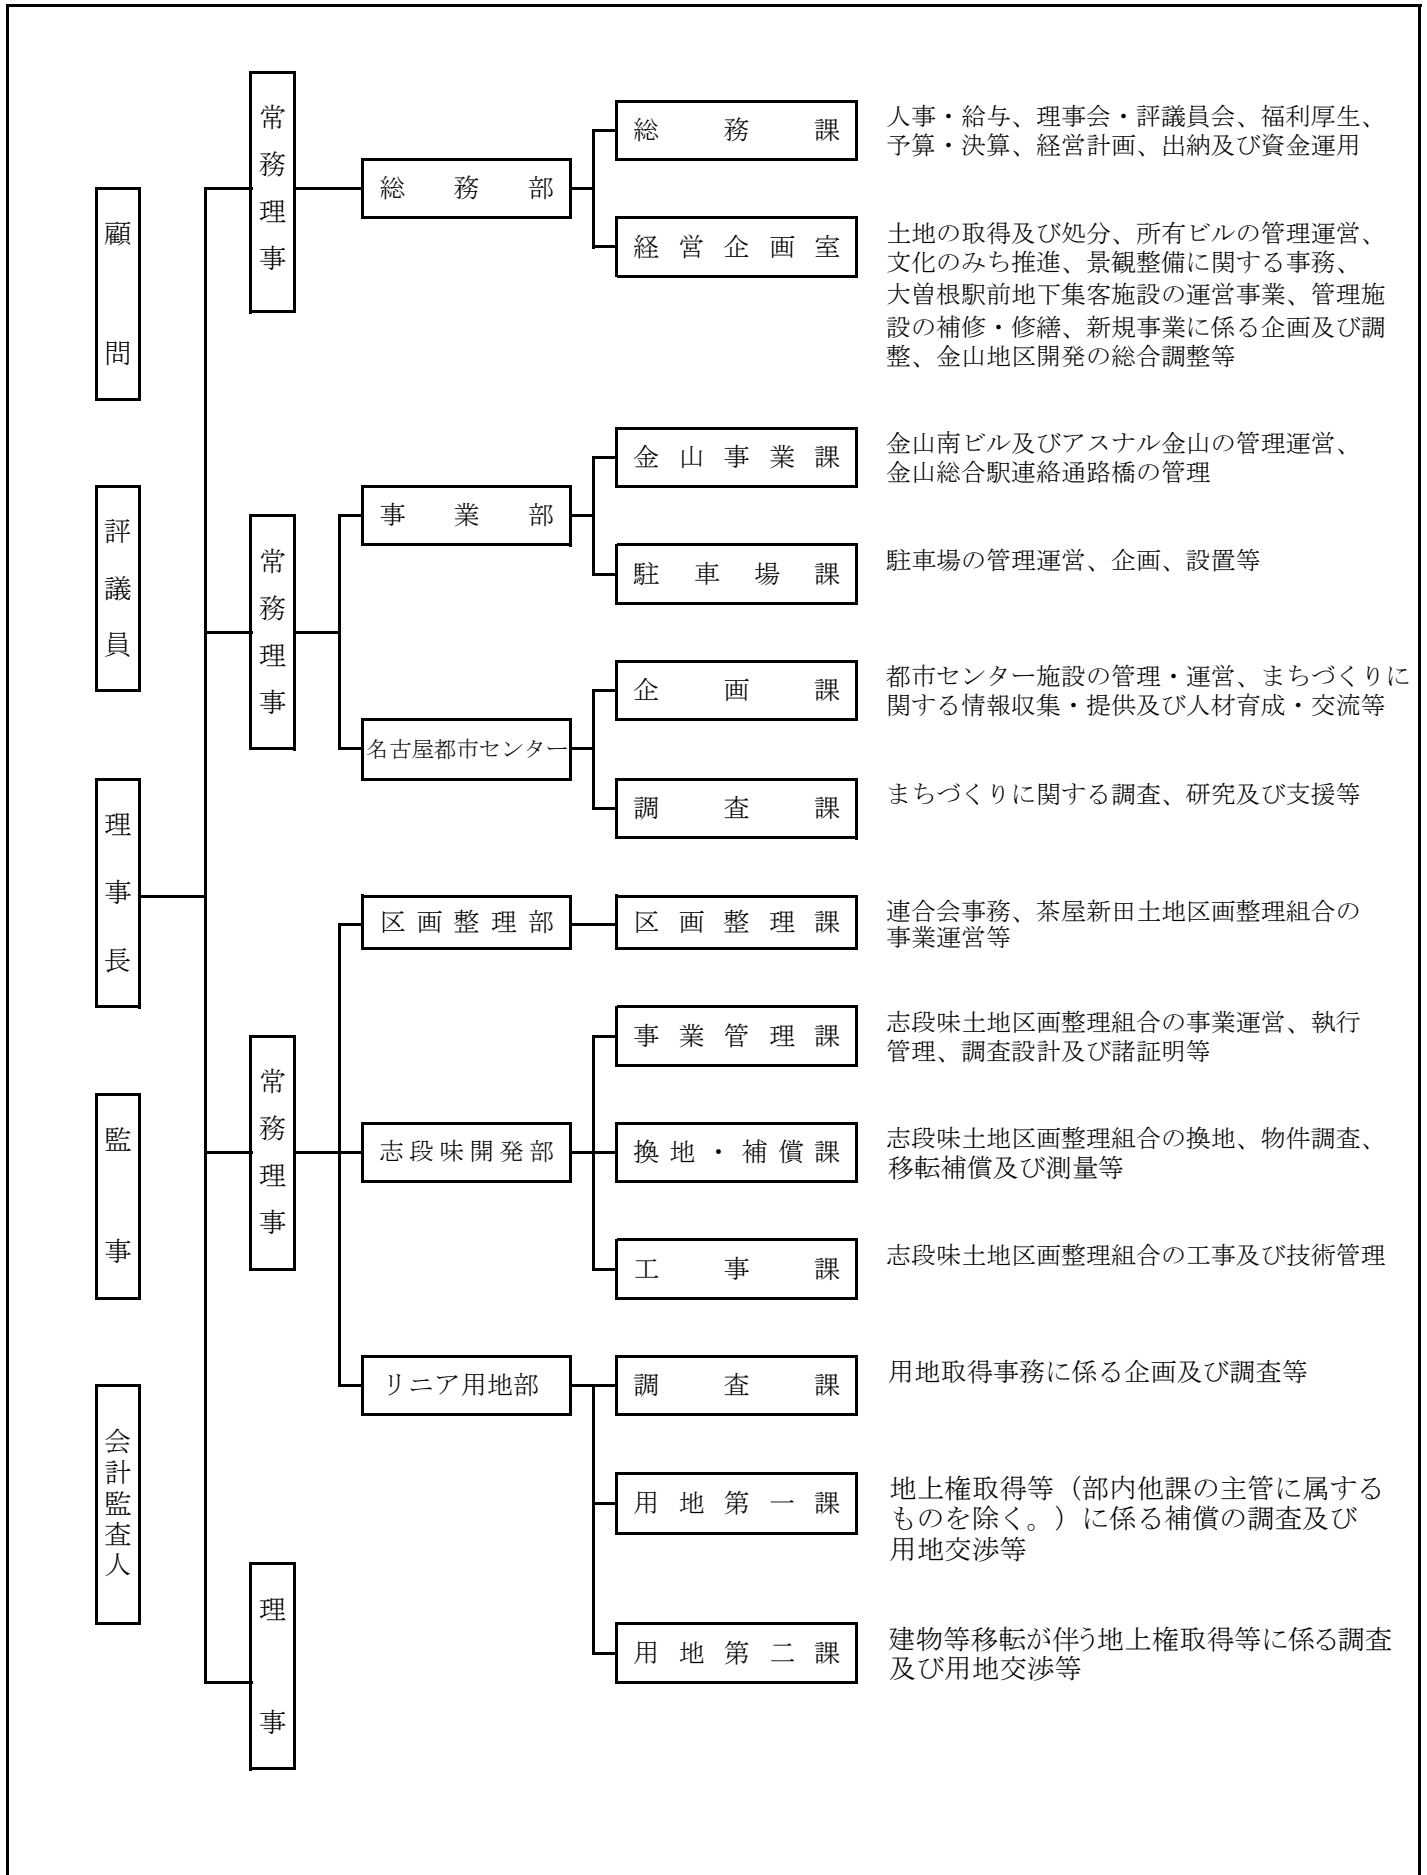 顧問
評議員
理事長
監事
会計監査人
常務理事
総務部
総務課
人事・給与、理事会・評議員会、福利厚生、
予算・決算、経営計画、出納及び資金運用
経営企画室
土地の取得及び処分、所有ビルの管理運営、
文化のみち推進、景観整備に関する事務、
大曽根駅前地下集客施設の運営事業、管理施
設の補修・修繕、新規事業に係る企画及び調
整、金山地区開発の総合調整等
常務理事
事業部
金山事業課
金山南ビル及びアスナル金山の管理運営、
金山総合駅連絡通路橋の管理
駐車場課
駐車場の管理運営、企画、設置等
名古屋都市センター
企画課
都市センター施設の管理・運営、まちづくりに
関する情報収集・提供及び人材育成・交流等
調査課
まちづくりに関する調査、研究及び支援等
常務理事
区画整理部
区画整理課
連合会事務、茶屋新田土地区画整理組合の
事業運営等
志段味開発部
事業管理課
志段味土地区画整理組合の事業運営、執行
管理、調査設計及び諸証明等
換地・補償課
志段味土地区画整理組合の換地、物件調査、
移転補償及び測量等
工事課
志段味土地区画整理組合の工事及び技術管理
リニア用地部
調査課
用地取得事務に係る企画及び調査等
用地第一課
地上権取得等（部内他課の主管に属する
ものを除く。）に係る補償の調査及び
用地交渉等
用地第二課
建物等移転が伴う地上権取得等に係る調査
及び用地交渉等
理事